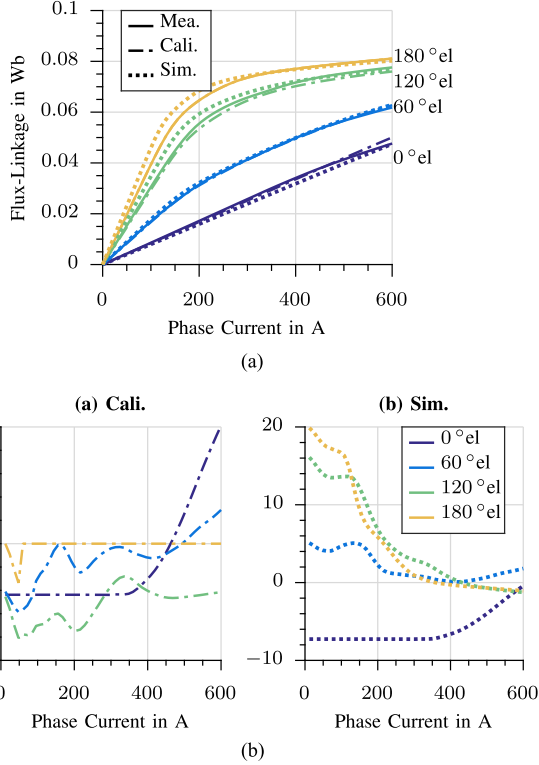 0.1
0.08
0.06
0.04
0.02
0
Flux-Linkage in Wb
Mea.
Cali.
Sim.
180 °el
120 °el
60 °el
0 °el
0
200
400
600
Phase Current in A
(a)
(a) Cali.
200
400
600
Phase Current in A
(b) Sim.
20
10
0
−10
0 °el
60 °el
120 °el
180 °el
0
200
400
600
Phase Current in A
(b)